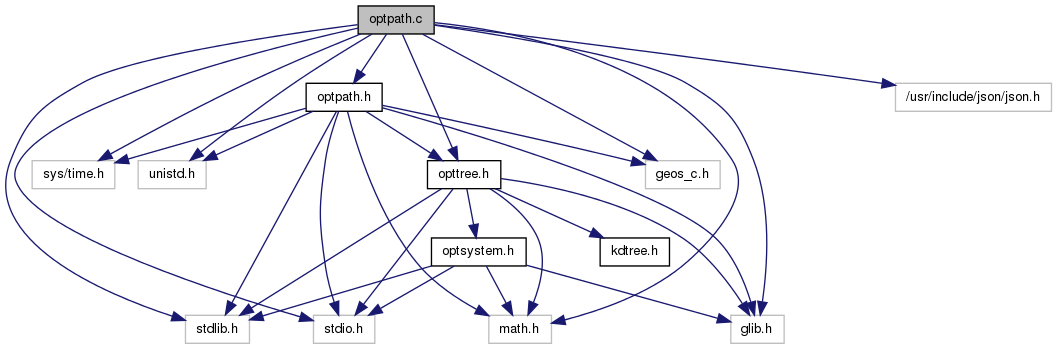 optpath.c
optpath.h
/usr/include/json/json.h
sys/time.h
unistd.h
opttree.h
geos_c.h
optsystem.h
kdtree.h
stdlib.h
stdio.h
math.h
glib.h